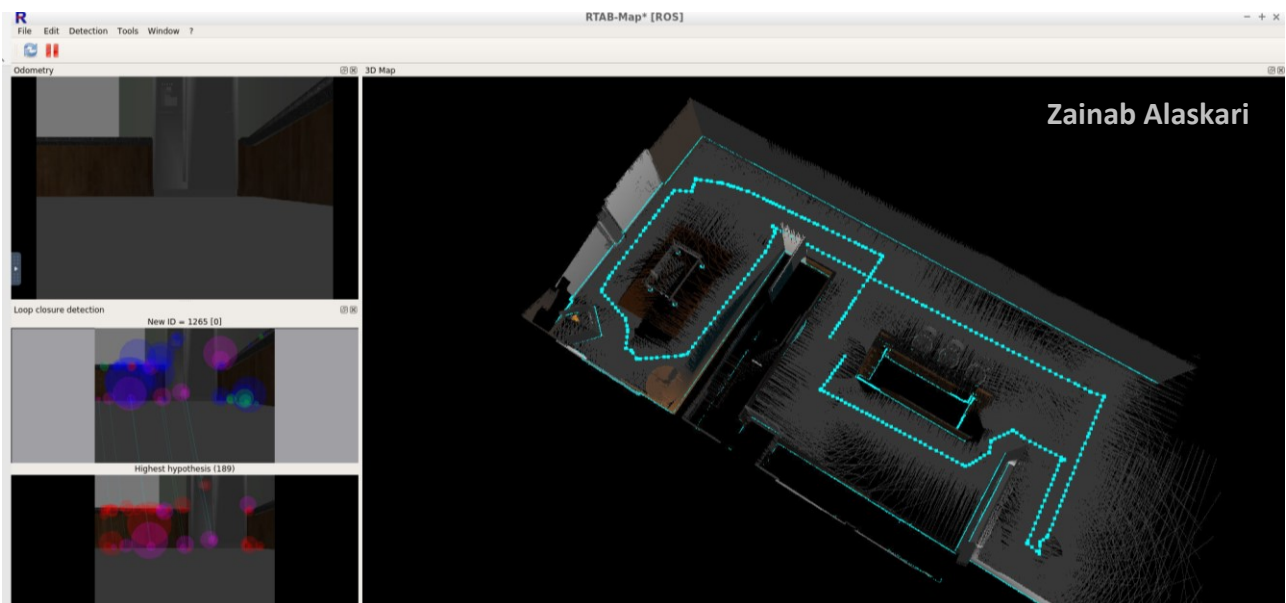 RTAB-Map* [ROS]
File Edit Detection Tools Window ?
Odometry
3D Map
Zainab Alaskari
Loop closure detection
New ID = 1265 [0]
Highest hypothesis (189)